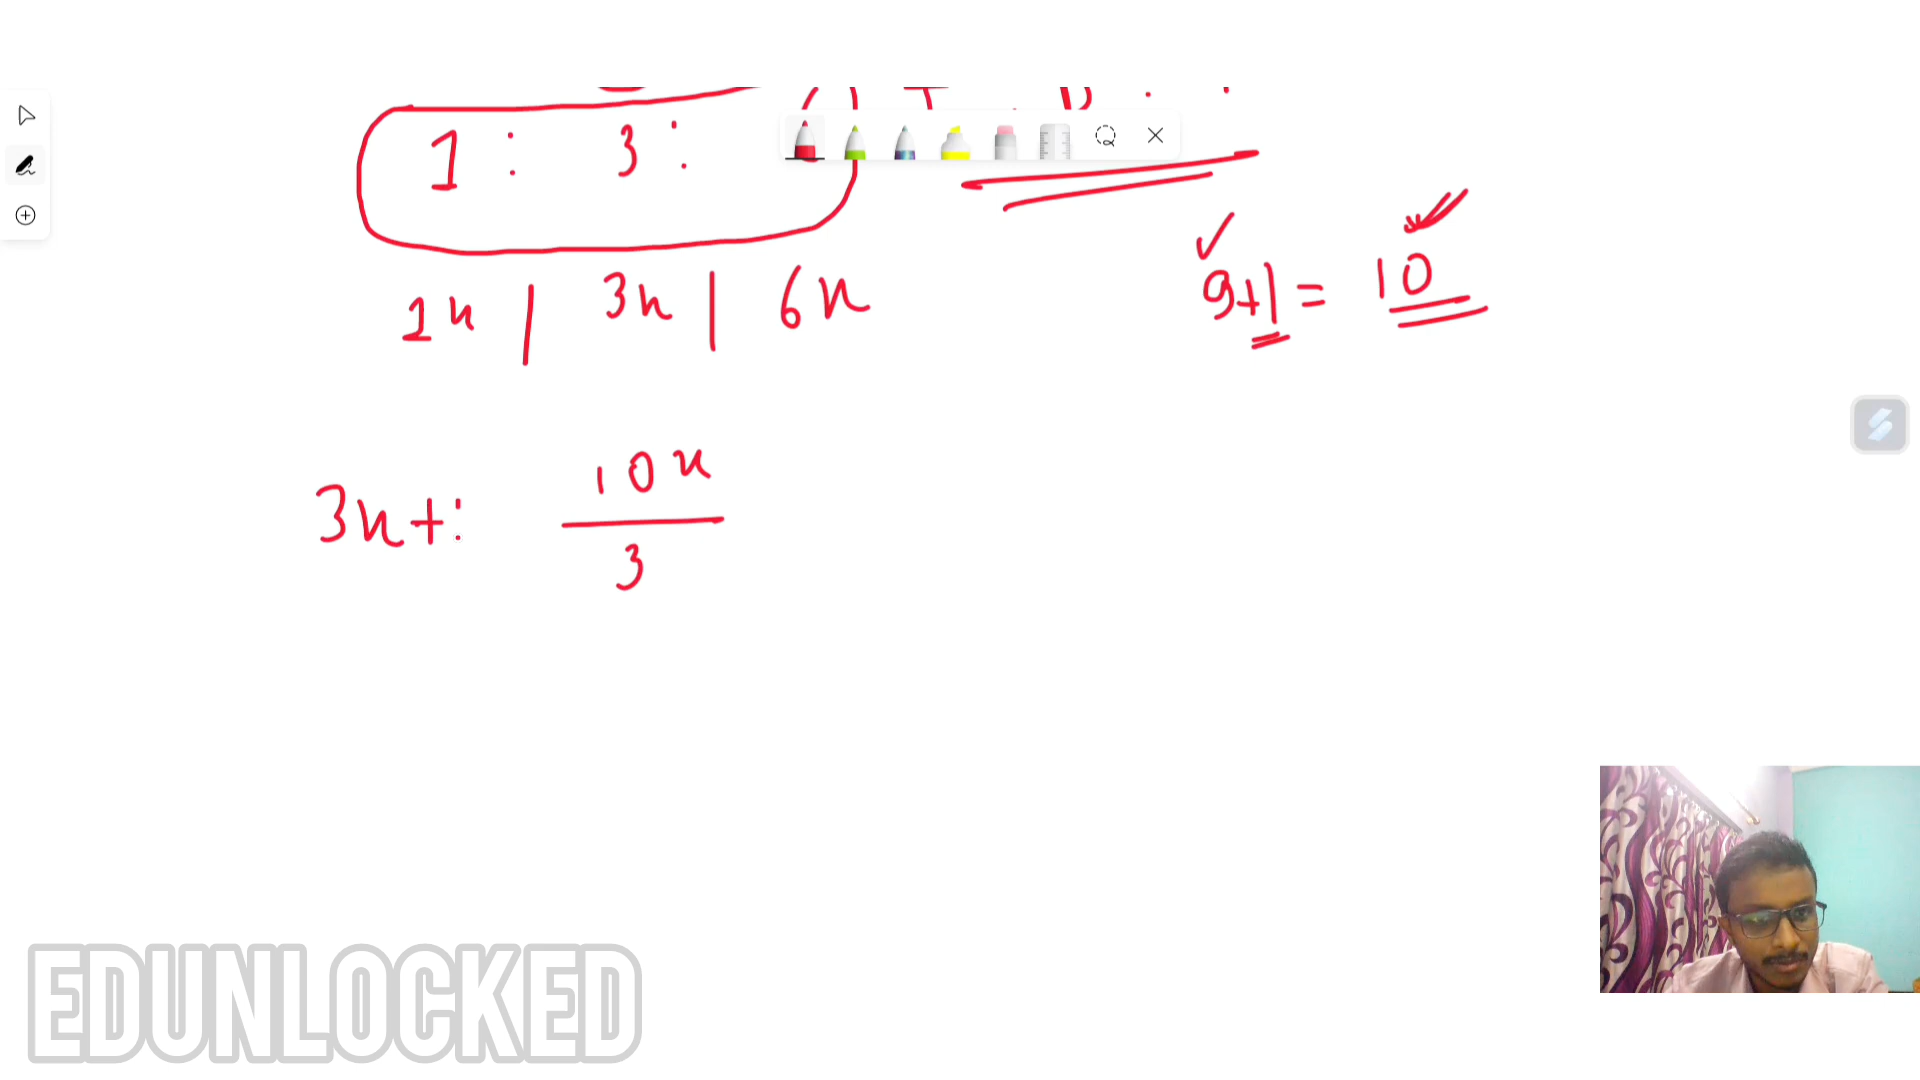 1 : 3 :
1x | 3x | 6x
9+1 = 10
3x+: 10x
3
EDUNLOCKED